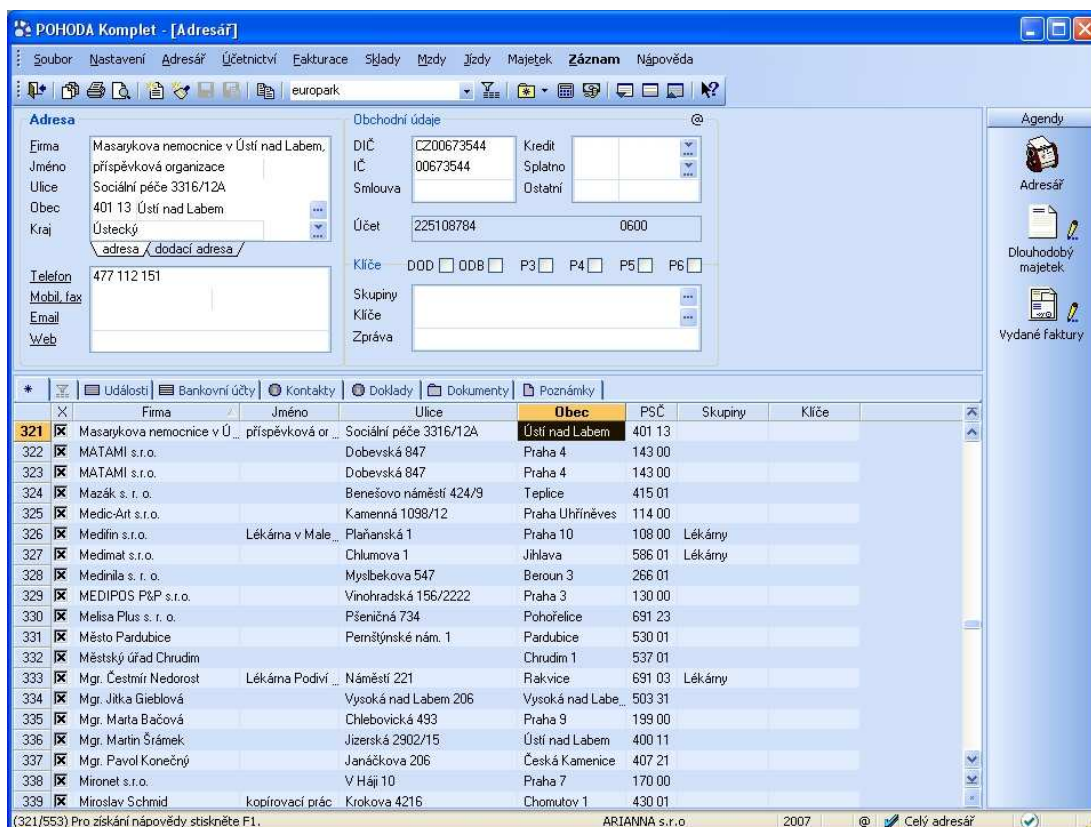 POHODA Komplet - [Adresář]
Soubor Nastavení Adresář Účetnictví Fakturace Sklady Mzdy Jízdy Majetek Záznam Nápověda
europark
Adresa
Firma Masarykova nemocnice v Ústí nad Labem,
Jméno příspěvková organizace
Ulice Sociální péče 3316/12A
Obec 401 13 Ústí nad Labem ...
Kraj Ústecký
adresa dodací adresa
Telefon 477 112 151
Mobil, fax
Email
Web
Obchodní údaje @
DIČ CZ00673544 Kredit
IČ 00673544 Splatno
Smlouva Ostatní
Účet 225108784 0600
Klíče DOD ODB P3 P4 P5 P6
Skupiny ...
Klíče ...
Zpráva
Agendy
Adresář
Dlouhodobý
majetek
Vydané faktury
* Události Bankovní účty Kontakty Doklady Dokumenty Poznámky
X Firma Jméno Ulice Obec PSČ Skupiny Klíče
321 Masarykova nemocnice v Ú... příspěvková or... Sociální péče 3316/12A Ústí nad Labem 401 13
322 MATAMI s.r.o. Dobevská 847 Praha 4 143 00
323 MATAMI s.r.o. Dobevská 847 Praha 4 143 00
324 Mazák s. r. o. Benešovo náměstí 424/9 Teplice 415 01
325 Medic-Art s.r.o. Kamenná 1098/12 Praha Uhříněves 114 00
326 Medifin s.r.o. Lékárna v Male... Plaňanská 1 Praha 10 108 00 Lékárny
327 Medimat s.r.o. Chlumova 1 Jihlava 586 01 Lékárny
328 Medinila s. r. o. Myslbekova 547 Beroun 3 266 01
329 MEDIPOS P&P s.r.o. Vinohradská 156/2222 Praha 3 130 00
330 Melisa Plus s. r. o. Pšeničná 734 Pohořelice 691 23
331 Město Pardubice Pernštýnské nám. 1 Pardubice 530 01
332 Městský úřad Chrudim Chrudim 1 537 01
333 Mgr. Čestmír Nedorost Lékárna Podiví... Náměstí 221 Rakvice 691 03 Lékárny
334 Mgr. Jitka Gieblová Vysoká nad Labem 206 Vysoká nad Labe... 503 31
335 Mgr. Marta Bačová Chlebovická 493 Praha 9 199 00
336 Mgr. Martin Šrámek Jizerská 2902/15 Ústí nad Labem 400 11
337 Mgr. Pavol Konečný Janáčkova 206 Česká Kamenice 407 21
338 Mironet s.r.o. V Háji 10 Praha 7 170 00
339 Miroslav Schmid kopírovací prác Krokova 4216 Chomutov 1 430 01
(321/553) Pro získání nápovědy stiskněte F1. ARIANNA s.r.o 2007 @ Celý adresář